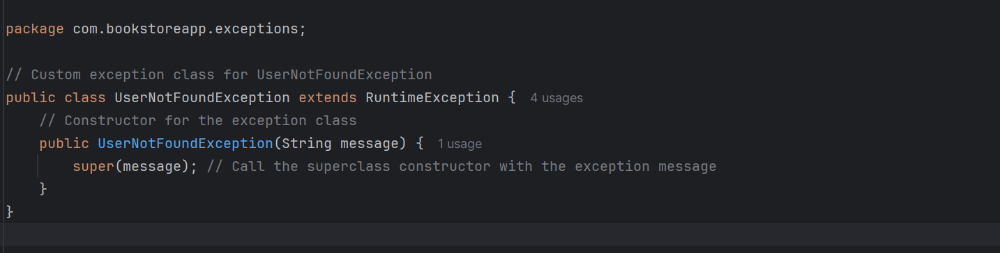 package com.bookstoreapp.exceptions;
// Custom exception class for UserNotFoundException
public class UserNotFoundException extends RuntimeException { 4 usages
// Constructor for the exception class
public UserNotFoundException(String message) { 1 usage
super(message); // Call the superclass constructor with the exception message
}
}